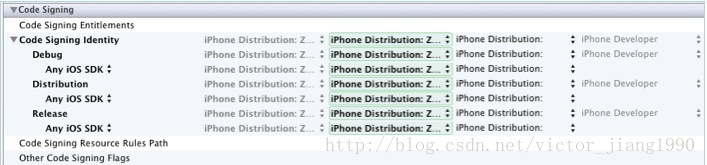 Code Signing
Code Signing Entitlements
Code Signing Identity iPhone Distribution: Z... iPhone Distribution: Z... iPhone Distribution: iPhone Developer
Debug iPhone Distribution: Z... iPhone Distribution: Z... iPhone Distribution: iPhone Developer
Any iOS SDK iPhone Distribution: Z... iPhone Distribution: Z... iPhone Distribution:
Distribution iPhone Distribution: Z... iPhone Distribution: Z... iPhone Distribution: iPhone Developer
Any iOS SDK iPhone Distribution: Z... iPhone Distribution: Z... iPhone Distribution:
Release iPhone Distribution: Z... iPhone Distribution: Z... iPhone Distribution: iPhone Developer
Any iOS SDK iPhone Distribution: Z... iPhone Distribution: Z... iPhone Distribution:
Code Signing Resource Rules Path
http://blog.csdn.net/victor_jiang1990
Other Code Signing Flags